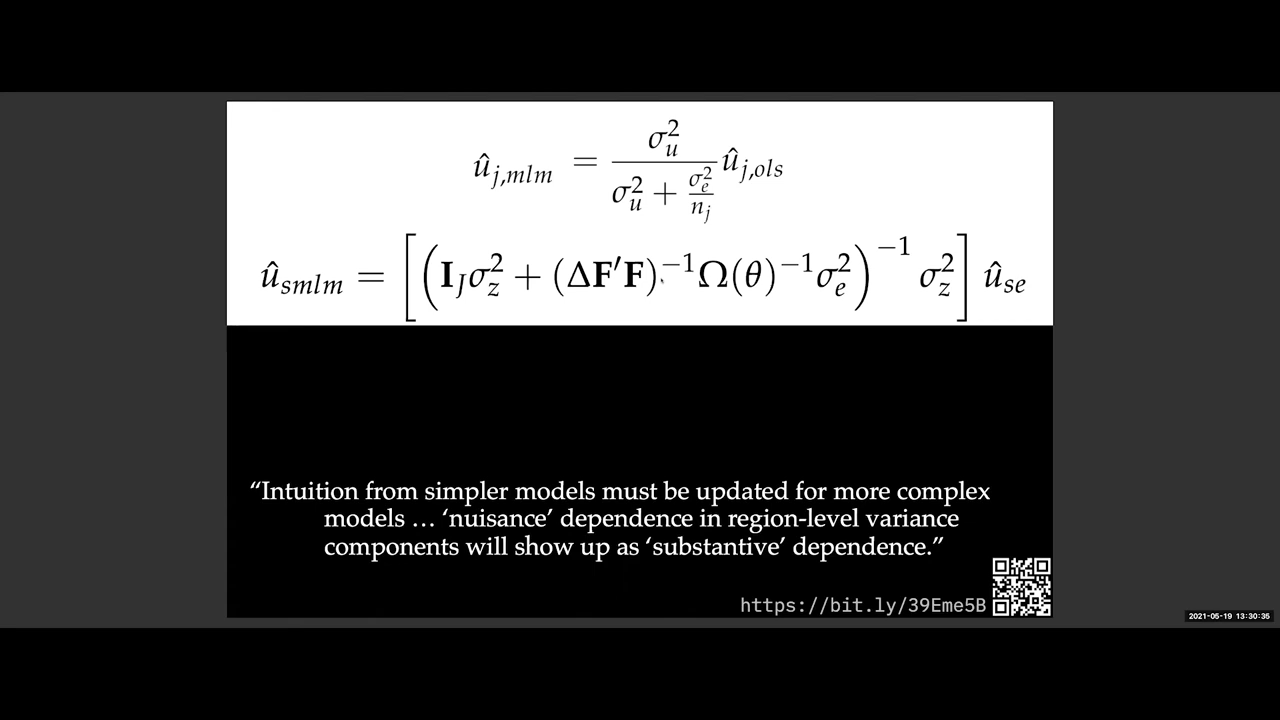 û_{j,mlm} = \frac{σ_u^2}{σ_u^2 + \frac{σ_e^2}{n_j}} û_{j,ols}
û_{smlm} = [(I_J σ_z^2 + (ΔF′F)^{-1} Ω(θ)^{-1} σ_e^2)^{-1} σ_z^2] û_{se}
“Intuition from simpler models must be updated for more complex
models … ‘nuisance’ dependence in region-level variance
components will show up as ‘substantive’ dependence.”
https://bit.ly/39Eme5B
2021-05-19 13:30:35